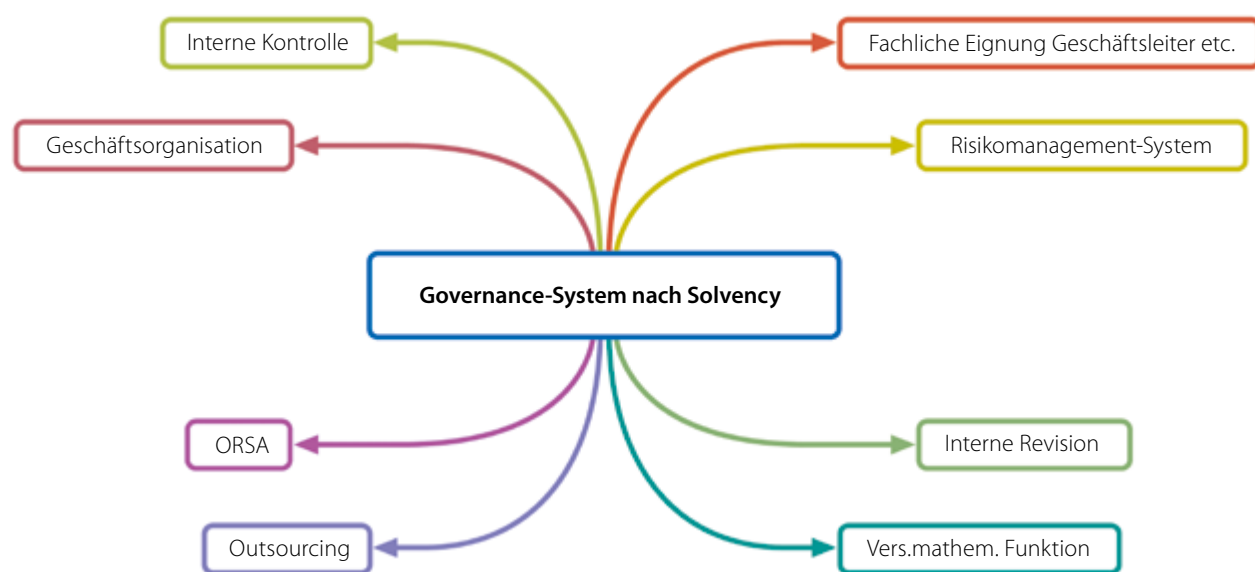 Interne Kontrolle
Fachliche Eignung Geschäftsleiter etc.
Geschäftsorganisation
Risikomanagement-System
Governance-System nach Solvency
ORSA
Interne Revision
Outsourcing
Vers.mathem. Funktion